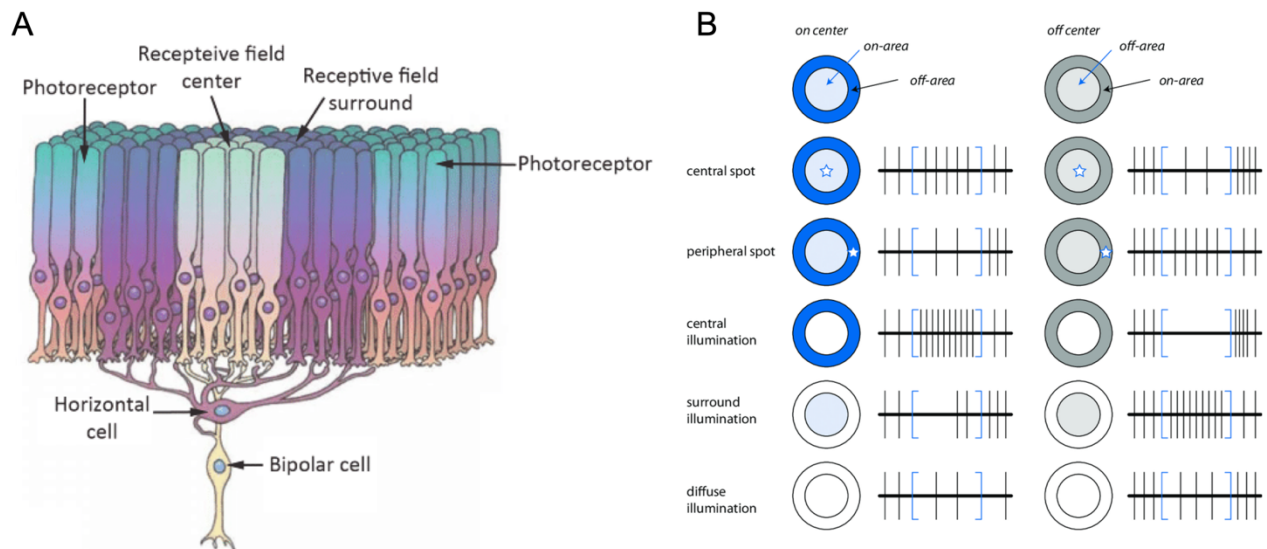 A
Recepteive field
center
Photoreceptor
Receptive field
surround
Photoreceptor
Horizontal
cell
Bipolar cell
B
on center
on-area
off-area
off center
off-area
on-area
central spot
peripheral spot
central
illumination
surround
illumination
diffuse
illumination